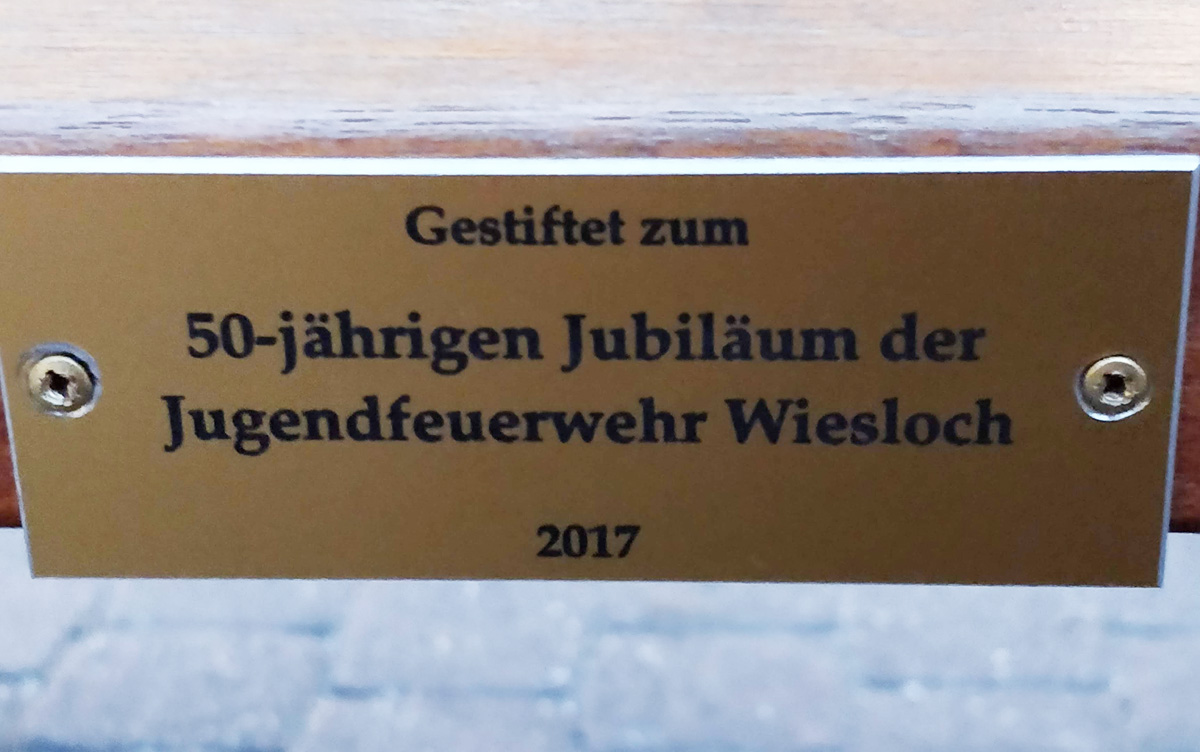 Gestiftet zum
50-jährigen Jubiläum der
Jugendfeuerwehr Wiesloch
2017